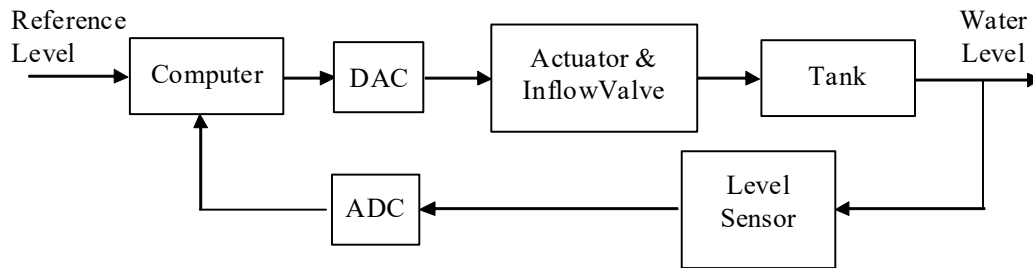 Reference
Level
Computer
DAC
Actuator &
InflowValve
Tank
Water
Level
ADC
Level
Sensor